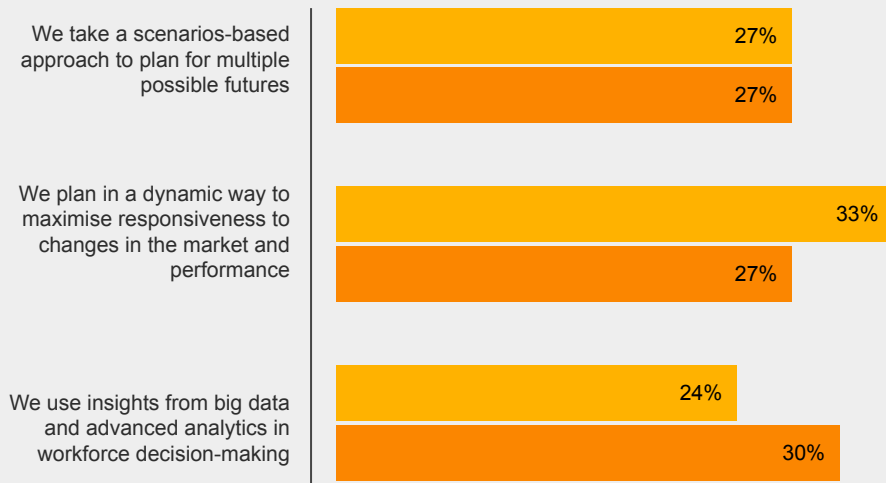 We take a scenarios-based
approach to plan for multiple
possible futures
27%
27%
We plan in a dynamic way to
maximise responsiveness to
changes in the market and
performance
33%
27%
We use insights from big data
and advanced analytics in
workforce decision-making
24%
30%